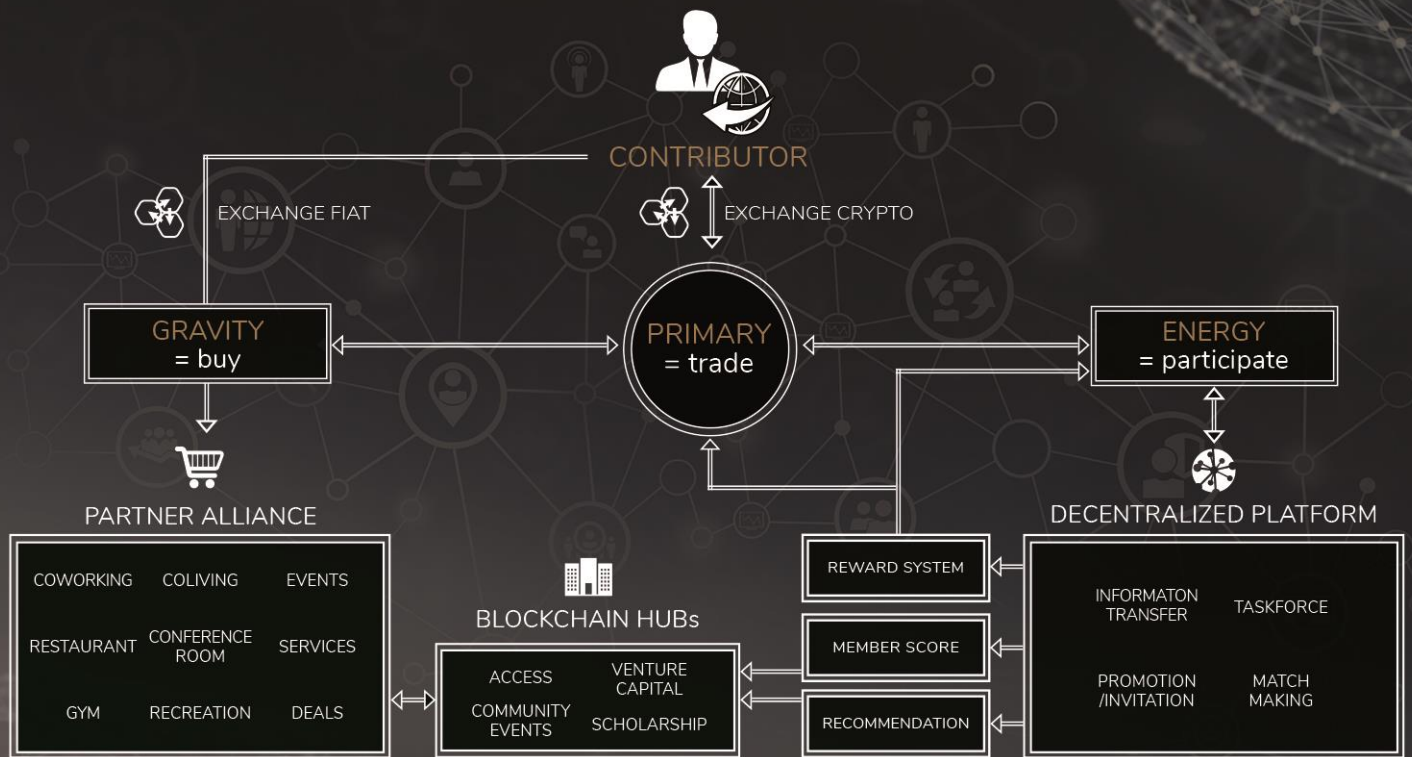 CONTRIBUTOR
EXCHANGE FIAT
EXCHANGE CRYPTO
GRAVITY
= buy
PRIMARY
= trade
ENERGY
= participate
PARTNER ALLIANCE
COWORKING
COLIVING
EVENTS
RESTAURANT
CONFERENCE
ROOM
SERVICES
GYM
RECREATION
DEALS
BLOCKCHAIN HUBs
ACCESS
VENTURE
CAPITAL
COMMUNITY
EVENTS
SCHOLARSHIP
REWARD SYSTEM
MEMBER SCORE
RECOMMENDATION
DECENTRALIZED PLATFORM
INFORMATON
TRANSFER
TASKFORCE
PROMOTION
/INVITATION
MATCH
MAKING